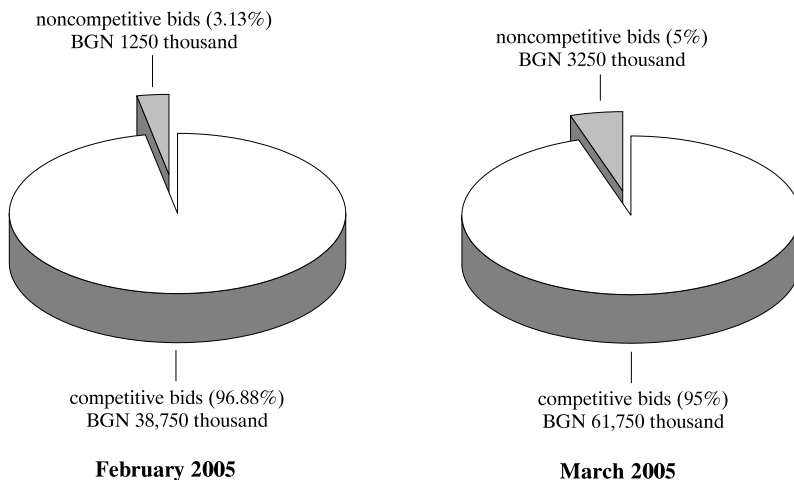 noncompetitive bids (3.13%)
BGN 1250 thousand
noncompetitive bids (5%)
BGN 3250 thousand
competitive bids (96.88%)
BGN 38,750 thousand
competitive bids (95%)
BGN 61,750 thousand
February 2005
March 2005